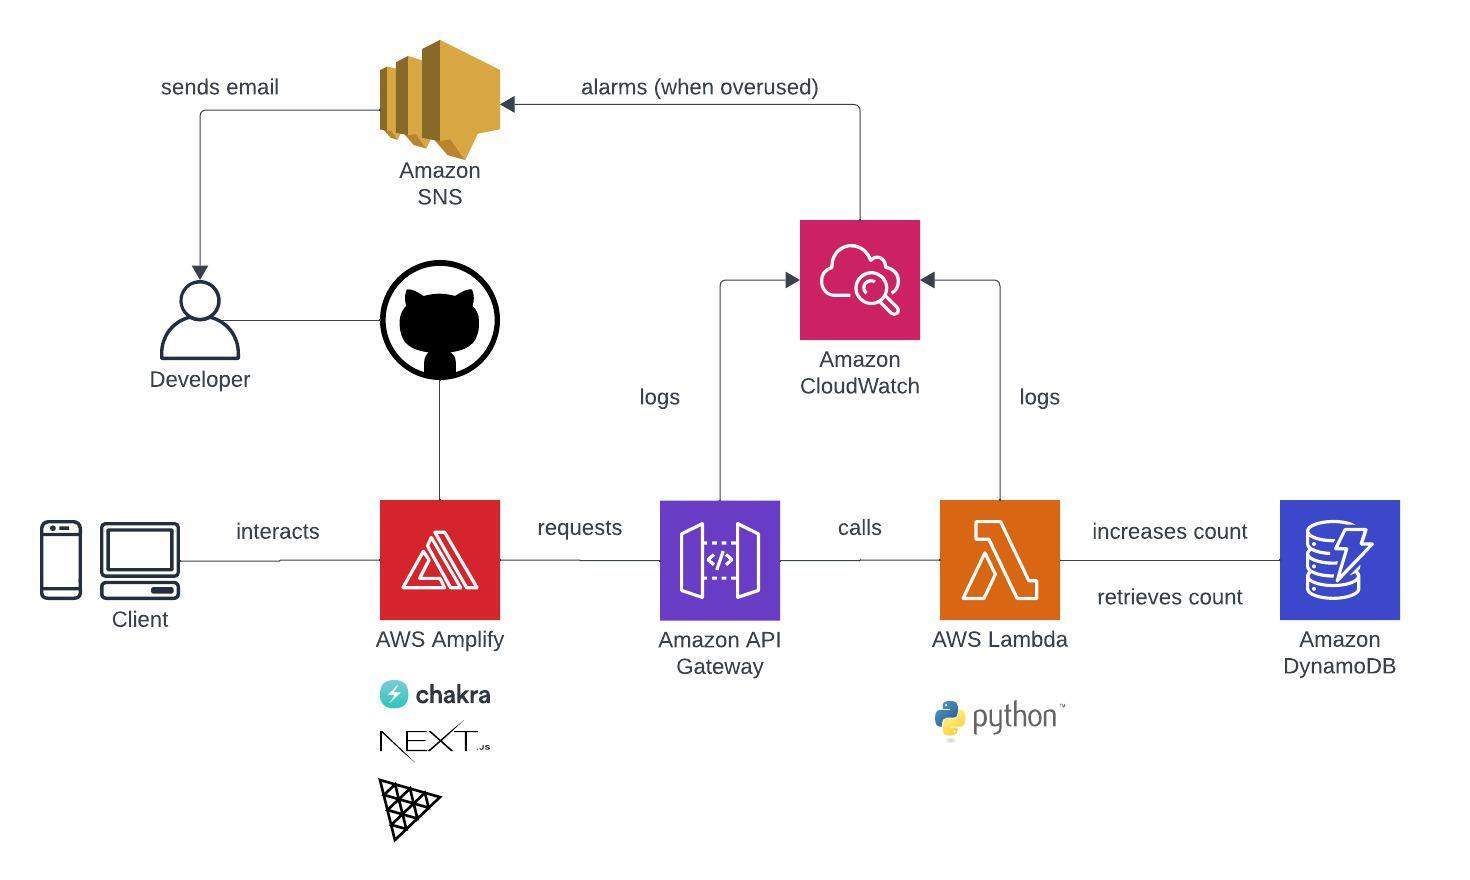 sends email
alarms (when overused)
Amazon
SNS
Developer
Amazon
CloudWatch
logs
logs
interacts
requests
</>
calls
increases count
retrieves count
Client
AWS Amplify
Amazon API
Gateway
AWS Lambda
Amazon
DynamoDB
chakra
NEXT.JS
python™